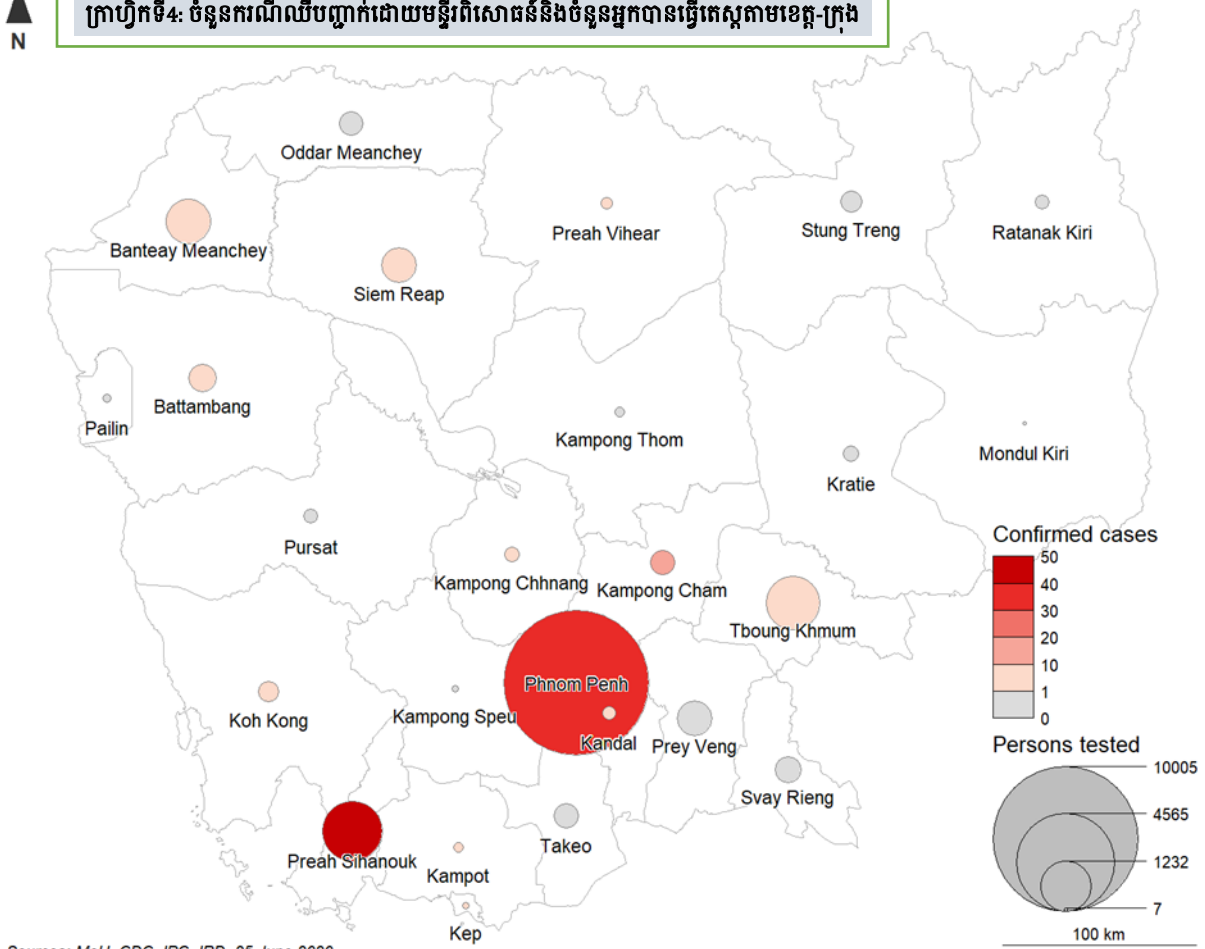 ក្រាហ្វិកទី4: ចំនួនករណីឈឺបញ្ជាក់ដោយមន្ទីរពិសោធន៍និងចំនួនអ្នកបានធ្វើតេស្តតាមខេត្ត-ក្រុង
N
Oddar Meanchey
Banteay Meanchey
Siem Reap
Preah Vihear
Stung Treng
Ratanak Kiri
Battambang
Pailin
Kampong Thom
Mondul Kiri
Kratie
Pursat
Kampong Chhnang
Kampong Cham
Tboung Khmum
Phnom Penh
Koh Kong
Kampong Speu
Kandal
Prey Veng
Svay Rieng
Takeo
Preah Sihanouk
Kampot
Kep
Confirmed cases
50
40
30
20
10
1
0
Persons tested
10005
4565
1232
7
100 km